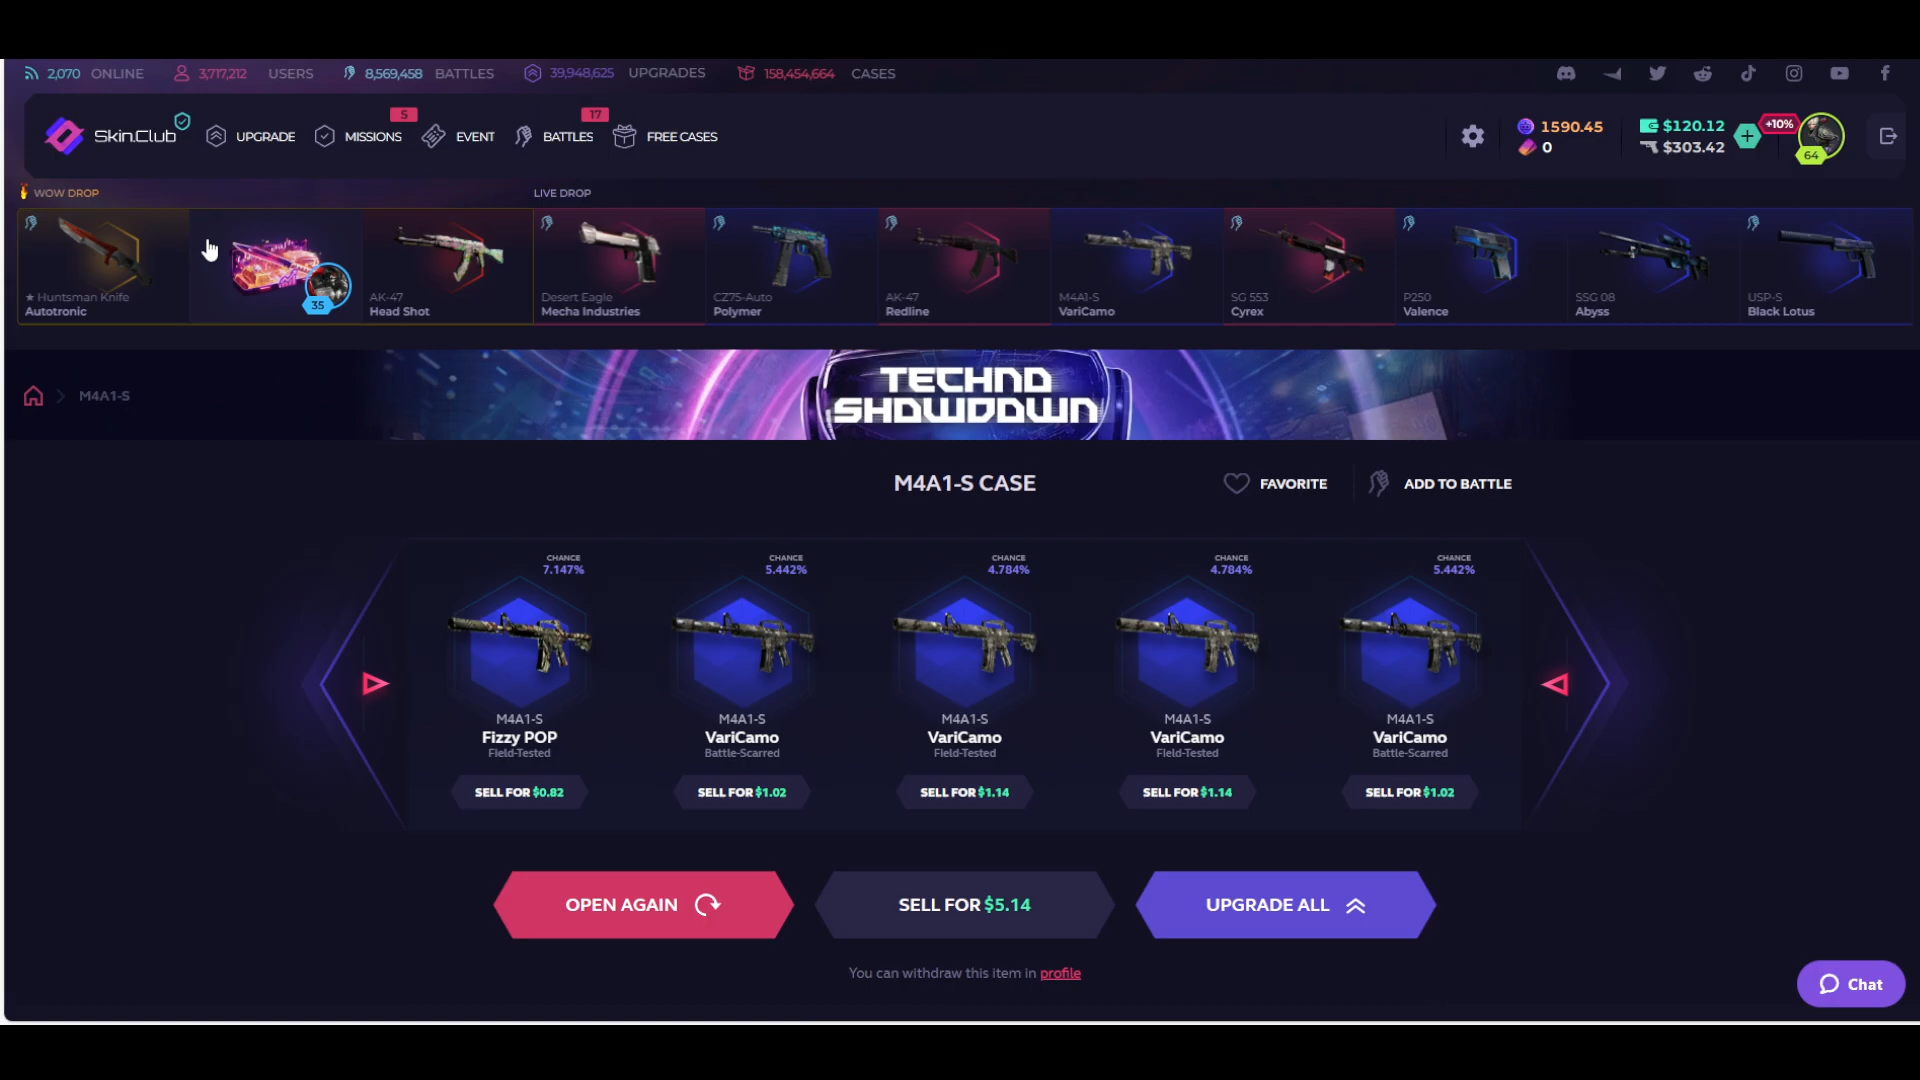 2,070 ONLINE 3,717,212 USERS 8,569,458 BATTLES 39,948,625 UPGRADES 158,454,664 CASES
Skin.Club UPGRADE MISSIONS 5 EVENT BATTLES 17 FREE CASES
1590.45
0
$120.12
$303.42
+10%
64
WOW DROP LIVE DROP
★ Huntsman Knife
Autotronic
35
AK-47
Head Shot
Desert Eagle
Mecha Industries
CZ75-Auto
Polymer
AK-47
Redline
M4A1-S
VariCamo
SG 553
Cyrex
P250
Valence
SSG 08
Abyss
USP-S
Black Lotus
M4A1-S
TECHNO
SHOWDOWN
M4A1-S CASE
FAVORITE
ADD TO BATTLE
CHANCE
7.147%
M4A1-S
Fizzy POP
Field-Tested
SELL FOR $0.82
CHANCE
5.442%
M4A1-S
VariCamo
Battle-Scarred
SELL FOR $1.02
CHANCE
4.784%
M4A1-S
VariCamo
Field-Tested
SELL FOR $1.14
CHANCE
4.784%
M4A1-S
VariCamo
Field-Tested
SELL FOR $1.14
CHANCE
5.442%
M4A1-S
VariCamo
Battle-Scarred
SELL FOR $1.02
OPEN AGAIN
SELL FOR $5.14
UPGRADE ALL
You can withdraw this item in profile
Chat